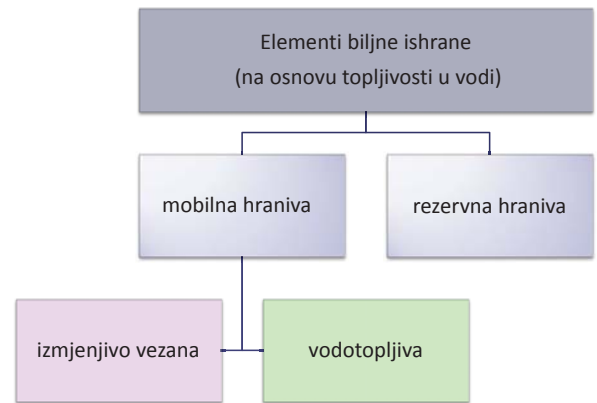 Elementi biljne ishrane
(na osnovu topljivosti u vodi)
mobilna hraniva
rezervna hraniva
izmjenjivo vezana
vodotopljiva